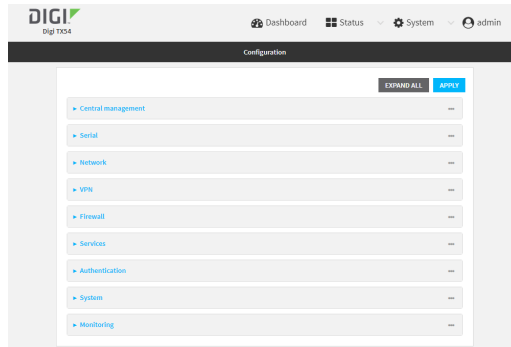 DIGI
Digi TX54
Dashboard Status System admin
Configuration
EXPAND ALL APPLY
Central management
Serial
Network
VPN
Firewall
Services
Authentication
System
Monitoring